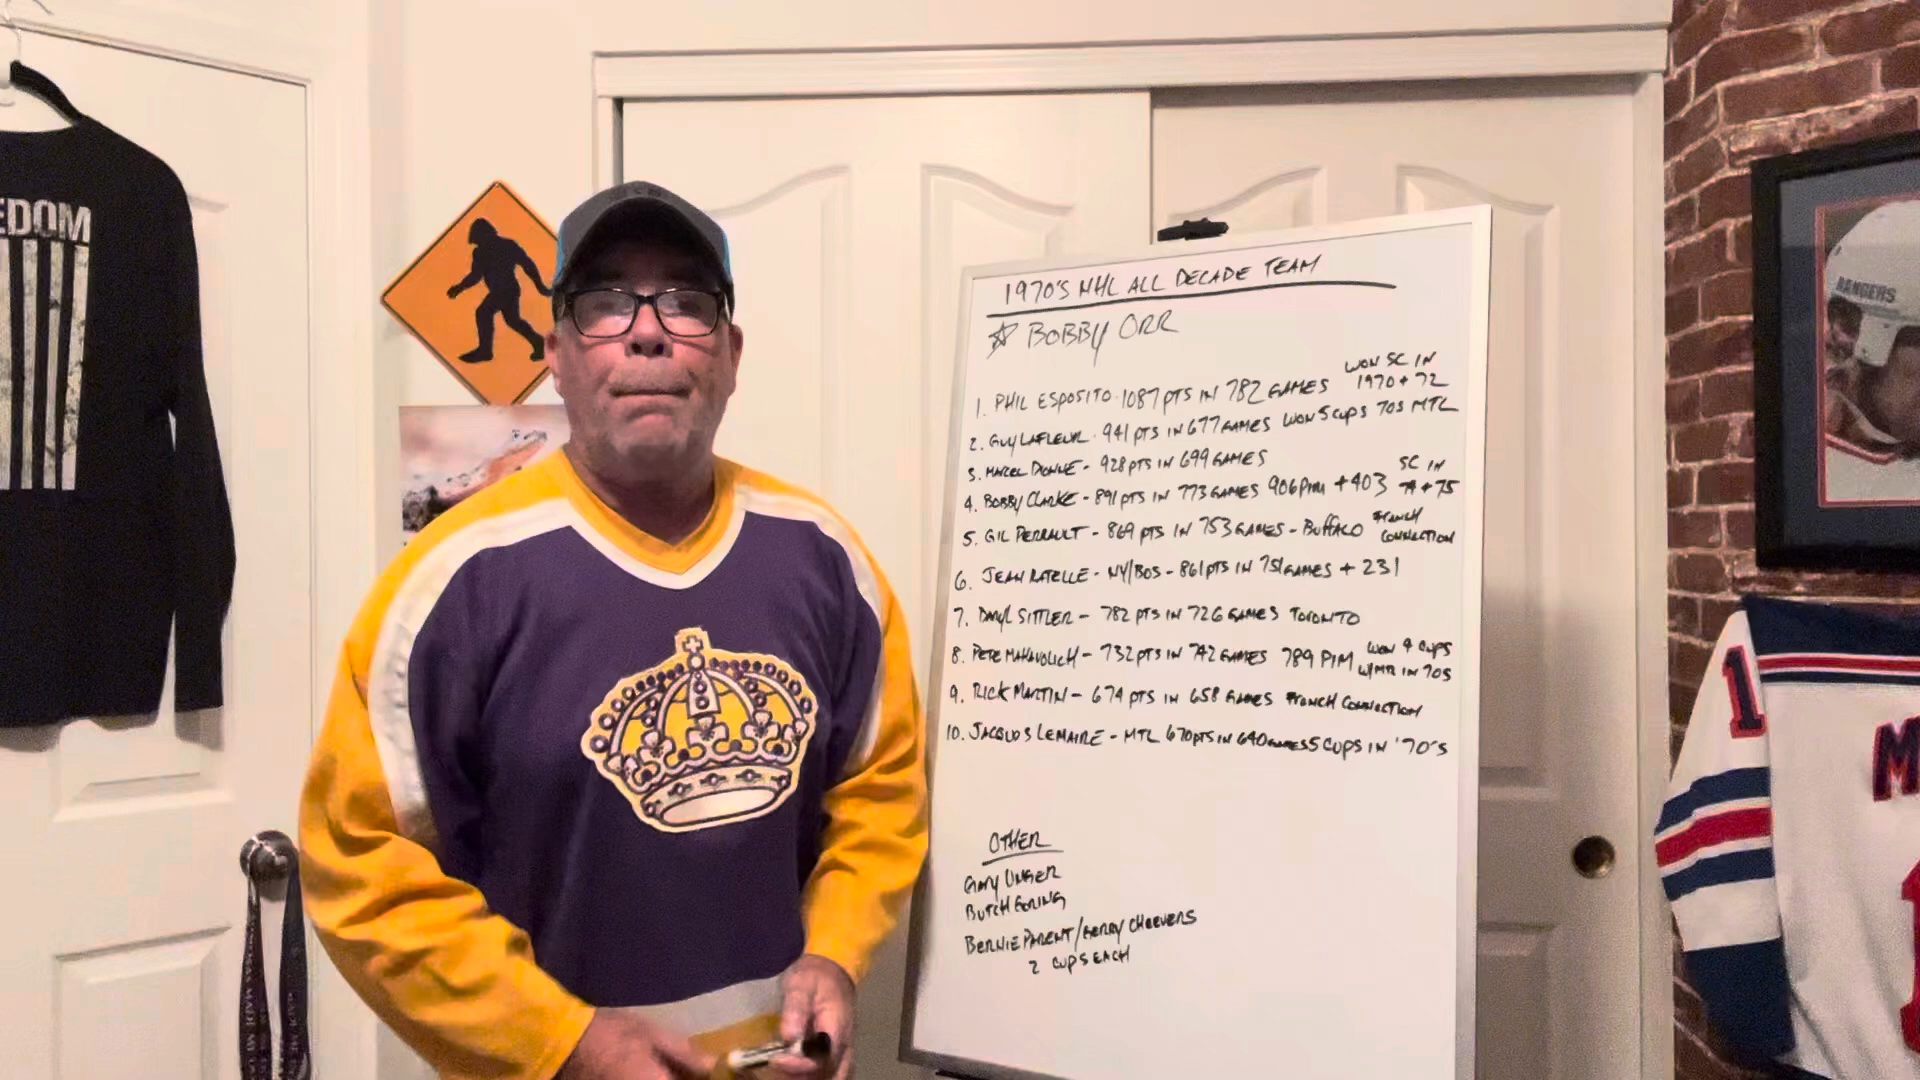 EDOM
1970'S NHL ALL DECADE TEAM
☆ BOBBY ORR
1. PHIL ESPOSITO · 1087 PTS IN 782 GAMES WON SC IN
1970 + 72
2. GUY LAFLEUR · 941 PTS IN 677 GAMES WON 5 CUPS 70S MTL
3. MARCEL DIONNE - 928 PTS IN 699 GAMES
4. BOBBY CLARKE - 891 PTS IN 773 GAMES 906 PIM + 403 SC IN
74 + 75
5. GIL PERRAULT - 869 PTS IN 753 GAMES - BUFFALO FRENCH
CONNECTION
6. JEAN RATELLE - NY/BOS - 861 PTS IN 751 GAMES + 231
7. DARYL SITTLER - 782 PTS IN 726 GAMES TORONTO
8. PETE MAHAVOLICH - 732 PTS IN 742 GAMES 789 PIM WON 4 CUPS
W/MTR IN 70S
9. RICK MARTIN - 674 PTS IN 658 GAMES FRENCH CONNECTION
10. JACQUES LEMAIRE - MTL 670 PTS IN 640 GAMES 5 CUPS IN '70'S
OTHER
GARY UNGER
BUTCH GORING
BERNIE PARENT/GERRY CHEEVERS
2 CUPS EACH
RANGERS
1
M